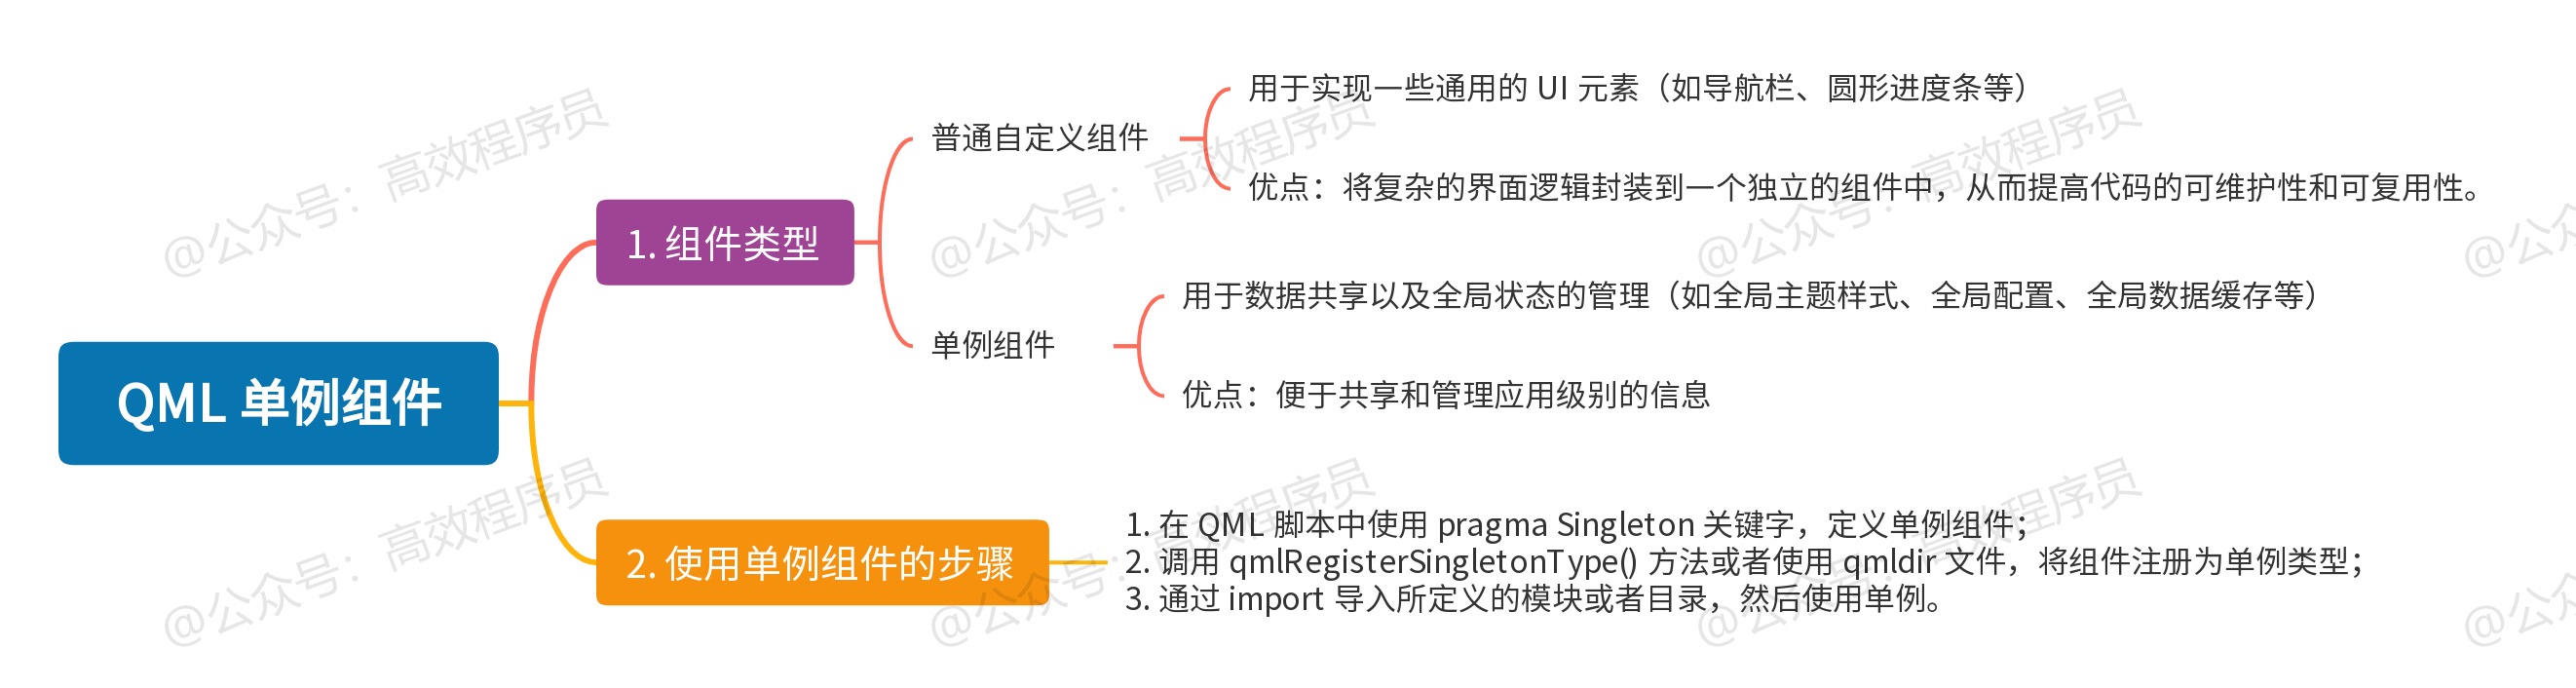 用于实现一些通用的 UI 元素（如导航栏、圆形进度条等）
普通自定义组件
优点：将复杂的界面逻辑封装到一个独立的组件中，从而提高代码的可维护性和可复用性。
1. 组件类型
用于数据共享以及全局状态的管理（如全局主题样式、全局配置、全局数据缓存等）
单例组件
优点：便于共享和管理应用级别的信息
QML 单例组件
2. 使用单例组件的步骤
1. 在 QML 脚本中使用 pragma Singleton 关键字，定义单例组件；
2. 调用 qmlRegisterSingletonType() 方法或者使用 qmldir 文件，将组件注册为单例类型；
3. 通过 import 导入所定义的模块或者目录，然后使用单例。
@公众号：高效程序员
@公众号：高效程序员
@公众号：高效程序员
@公众
@公众号：高效程序员
@公众号：高效程序员
@公众号：高效程序员
@公众